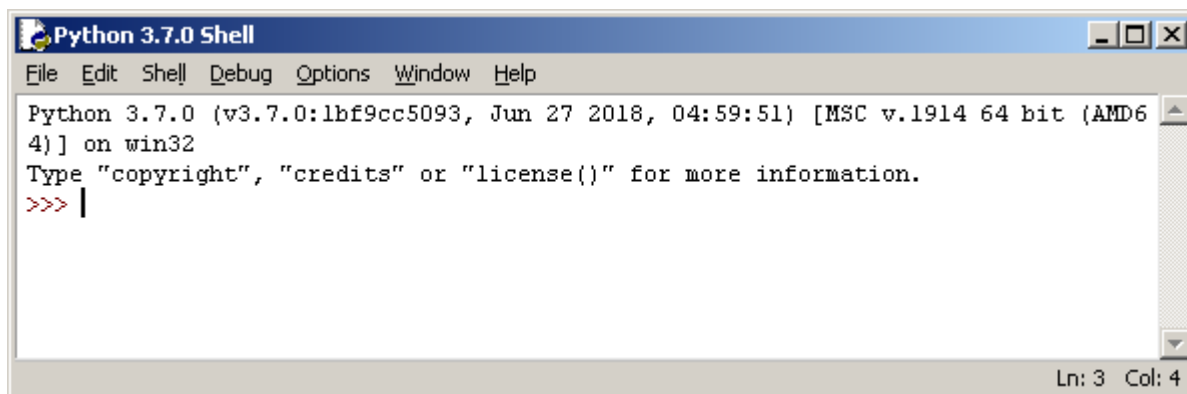 Python 3.7.0 Shell
File Edit Shell Debug Options Window Help
Python 3.7.0 (v3.7.0:1bf9cc5093, Jun 27 2018, 04:59:51) [MSC v.1914 64 bit (AMD6
4)] on win32
Type "copyright", "credits" or "license()" for more information.
>>>
Ln: 3 Col: 4